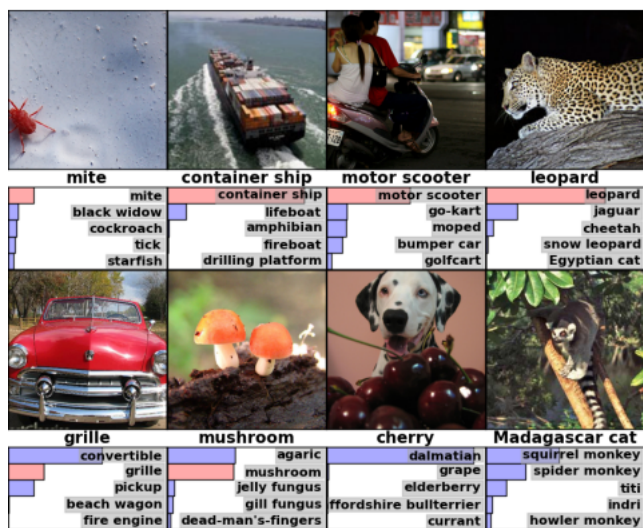 mite container ship motor scooter leopard
mite container ship motor scooter leopard
black widow lifeboat go-kart jaguar
cockroach amphibian moped cheetah
tick fireboat bumper car snow leopard
starfish drilling platform golfcart Egyptian cat
grille mushroom cherry Madagascar cat
convertible agaric dalmatian squirrel monkey
grille mushroom grape spider monkey
pickup jelly fungus elderberry titi
beach wagon gill fungus ffordshire bullterrier indri
fire engine dead-man's-fingers currant howler monkey